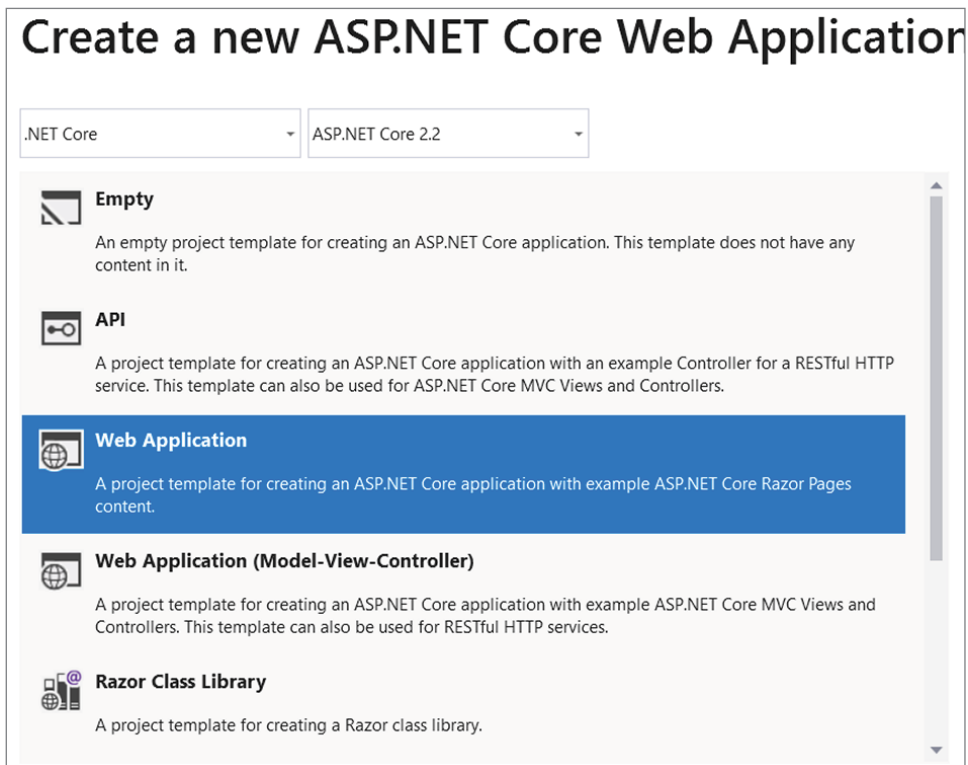 Create a new ASP.NET Core Web Application
.NET Core
ASP.NET Core 2.2
Empty
An empty project template for creating an ASP.NET Core application. This template does not have any
content in it.
API
A project template for creating an ASP.NET Core application with an example Controller for a RESTful HTTP
service. This template can also be used for ASP.NET Core MVC Views and Controllers.
Web Application
A project template for creating an ASP.NET Core application with example ASP.NET Core Razor Pages
content.
Web Application (Model-View-Controller)
A project template for creating an ASP.NET Core application with example ASP.NET Core MVC Views and
Controllers. This template can also be used for RESTful HTTP services.
@
Razor Class Library
A project template for creating a Razor class library.